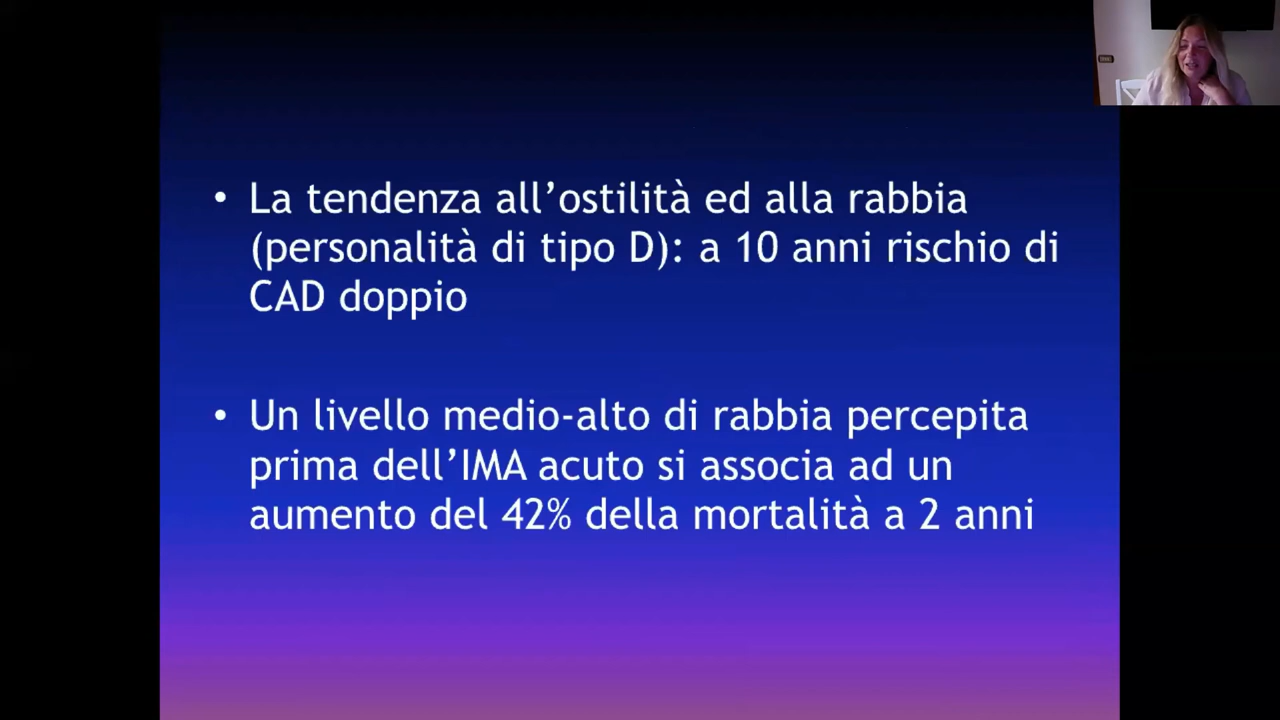 • La tendenza all’ostilità ed alla rabbia
(personalità di tipo D): a 10 anni rischio di
CAD doppio
• Un livello medio-alto di rabbia percepita
prima dell’IMA acuto si associa ad un
aumento del 42% della mortalità a 2 anni